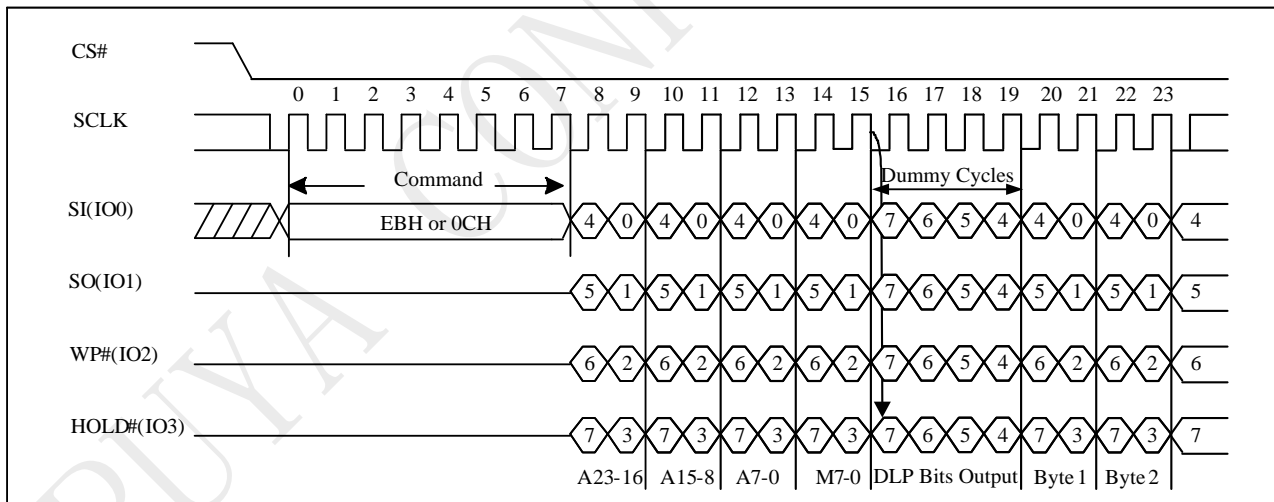 CS#
0 1 2 3 4 5 6 7 8 9 10 11 12 13 14 15 16 17 18 19 20 21 22 23
SCLK
Command
Dummy Cycles
SI(IO0)
EBH or 0CH
4 0 4 0 4 0 4 0 7 6 5 4 4 0 4 0 4
SO(IO1)
5 1 5 1 5 1 5 1 7 6 5 4 5 1 5 1 5
WP#(IO2)
6 2 6 2 6 2 6 2 7 6 5 4 6 2 6 2 6
HOLD#(IO3)
7 3 7 3 7 3 7 3 7 6 5 4 7 3 7 3 7
A23-16 A15-8 A7-0 M7-0 DLP Bits Output Byte 1 Byte 2
PUYA CONF